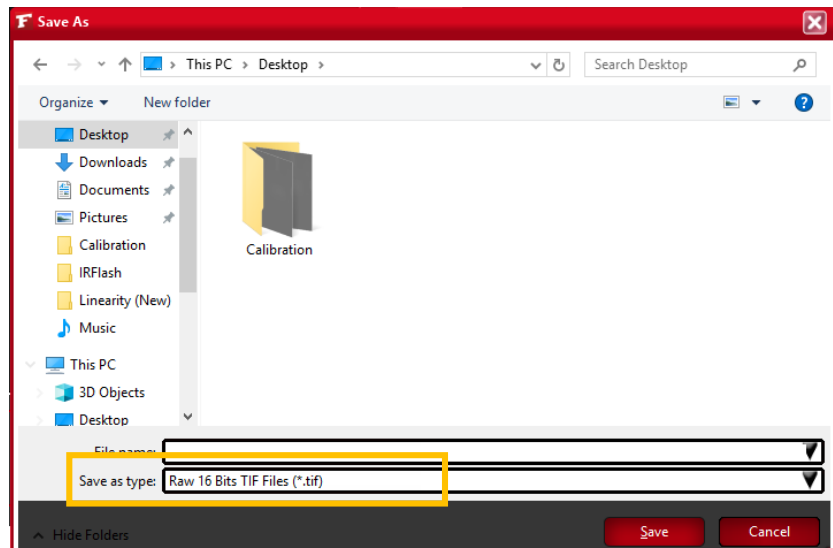 Save As
This PC > Desktop >
Search Desktop
Organize
New folder
Desktop
Downloads
Documents
Pictures
Calibration
IRFlash
Linearity (New)
Music
This PC
3D Objects
Desktop
Calibration
File name:
Save as type: Raw 16 Bits TIF Files (*.tif)
Hide Folders
Save
Cancel